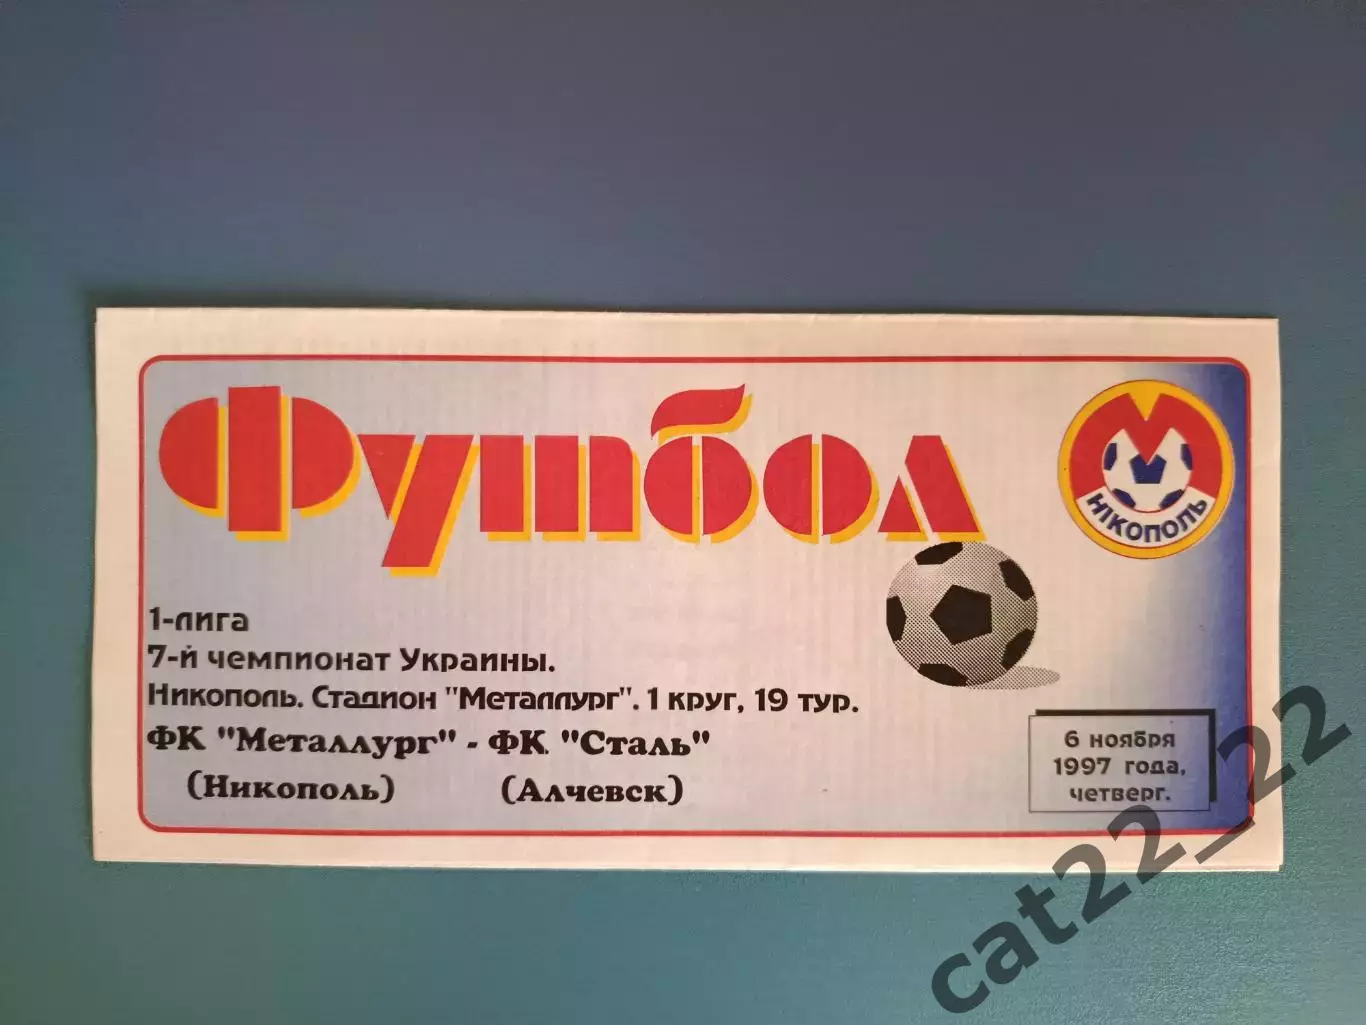 Футбол
М
НІКОПОЛЬ
1-лига
7-й чемпионат Украины.
Никополь. Стадион "Металлург". 1 круг, 19 тур.
ФК "Металлург" - ФК "Сталь"
(Никополь) (Алчевск)
6 ноября
1997 года,
четверг.
cat22_22